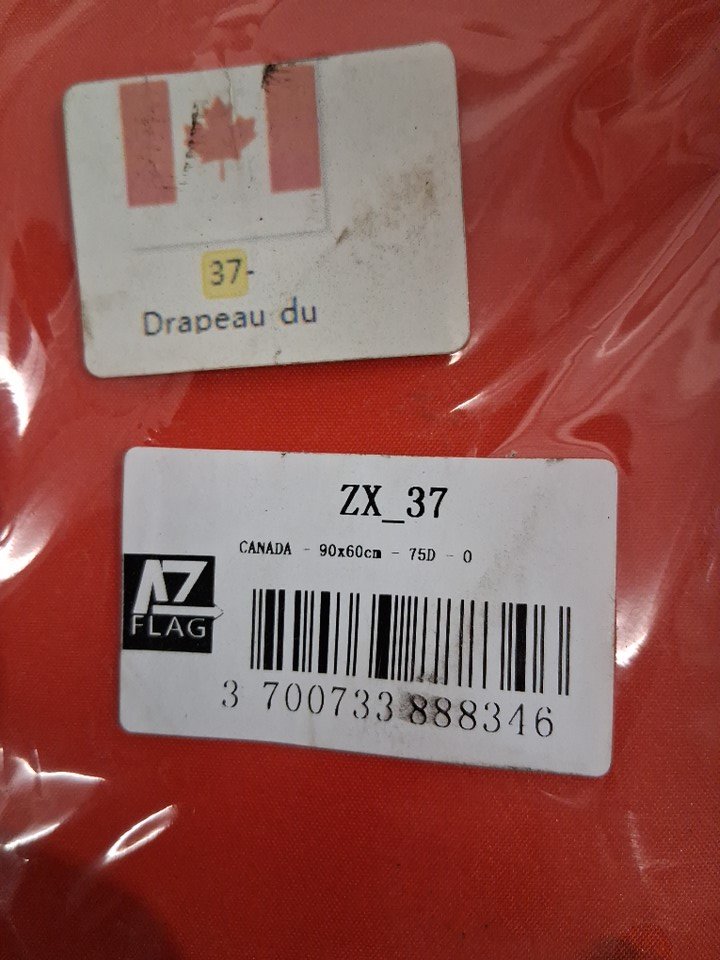 37-
Drapeau du
ZX_37
CANADA - 90x60cm - 75D - 0
AZ
FLAG
3 700733 888346